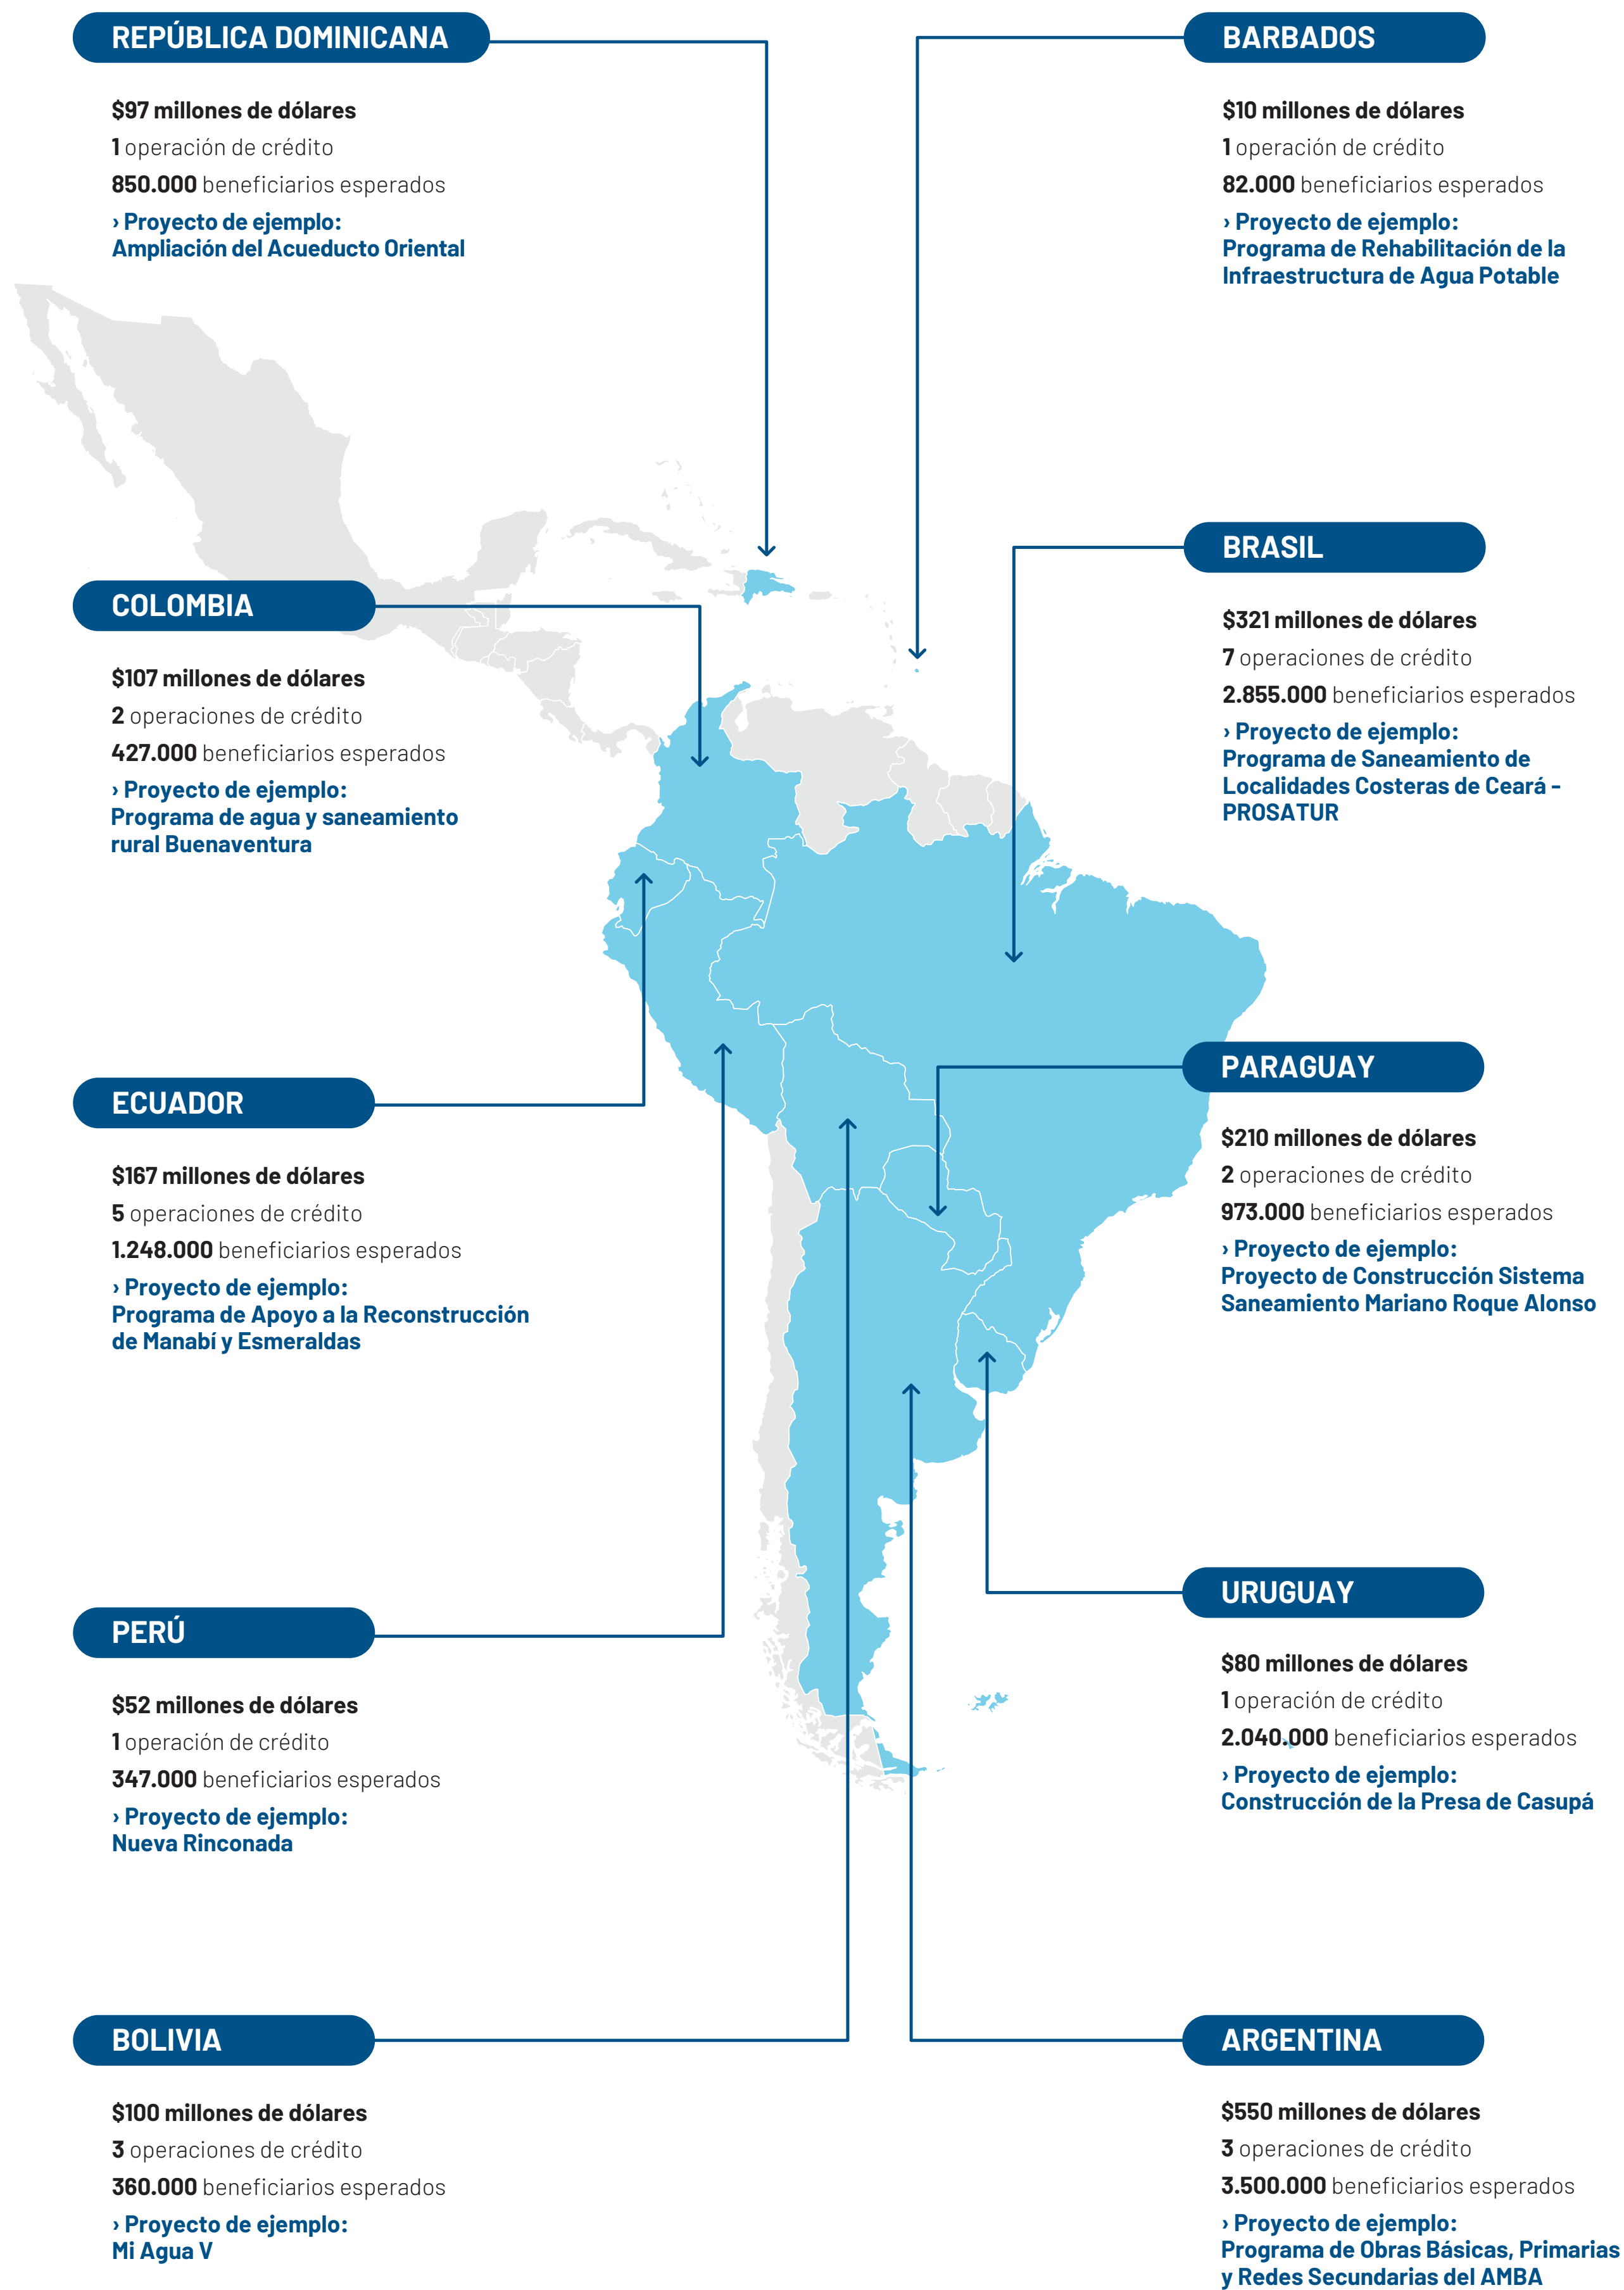 REPÚBLICA DOMINICANA
$97 millones de dólares
1 operación de crédito
850.000 beneficiarios esperados
› Proyecto de ejemplo:
Ampliación del Acueducto Oriental
BARBADOS
$10 millones de dólares
1 operación de crédito
82.000 beneficiarios esperados
› Proyecto de ejemplo:
Programa de Rehabilitación de la
Infraestructura de Agua Potable
COLOMBIA
$107 millones de dólares
2 operaciones de crédito
427.000 beneficiarios esperados
› Proyecto de ejemplo:
Programa de agua y saneamiento
rural Buenaventura
BRASIL
$321 millones de dólares
7 operaciones de crédito
2.855.000 beneficiarios esperados
› Proyecto de ejemplo:
Programa de Saneamiento de
Localidades Costeras de Ceará -
PROSATUR
ECUADOR
$167 millones de dólares
5 operaciones de crédito
1.248.000 beneficiarios esperados
› Proyecto de ejemplo:
Programa de Apoyo a la Reconstrucción
de Manabí y Esmeraldas
PARAGUAY
$210 millones de dólares
2 operaciones de crédito
973.000 beneficiarios esperados
› Proyecto de ejemplo:
Proyecto de Construcción Sistema
Saneamiento Mariano Roque Alonso
PERÚ
$52 millones de dólares
1 operación de crédito
347.000 beneficiarios esperados
› Proyecto de ejemplo:
Nueva Rinconada
URUGUAY
$80 millones de dólares
1 operación de crédito
2.040.000 beneficiarios esperados
› Proyecto de ejemplo:
Construcción de la Presa de Casupá
BOLIVIA
$100 millones de dólares
3 operaciones de crédito
360.000 beneficiarios esperados
› Proyecto de ejemplo:
Mi Agua V
ARGENTINA
$550 millones de dólares
3 operaciones de crédito
3.500.000 beneficiarios esperados
› Proyecto de ejemplo:
Programa de Obras Básicas, Primarias
y Redes Secundarias del AMBA